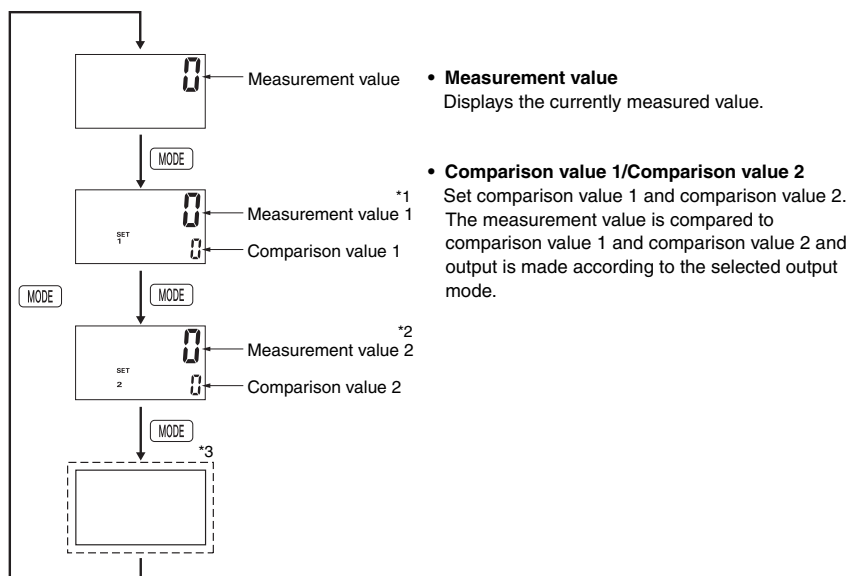 0
Measurement value
MODE
*1
0
Measurement value 1
SET
1
0
Comparison value 1
MODE
MODE
*2
0
Measurement value 2
SET
2
0
Comparison value 2
MODE
*3
• Measurement value
Displays the currently measured value.
• Comparison value 1/Comparison value 2
Set comparison value 1 and comparison value 2.
The measurement value is compared to
comparison value 1 and comparison value 2 and
output is made according to the selected output
mode.